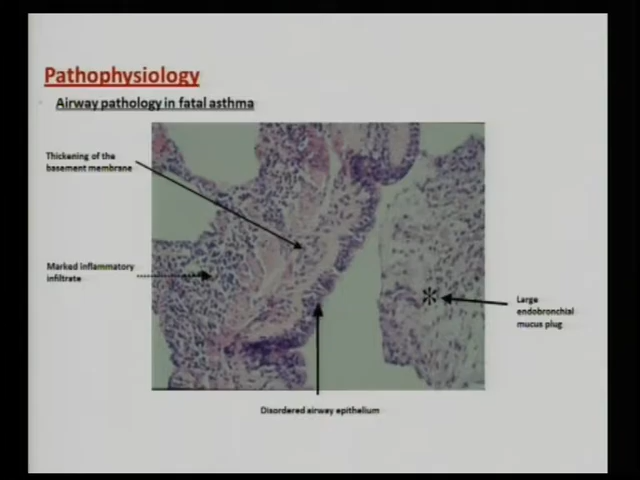 Pathophysiology
Airway pathology in fatal asthma
Thickening of the
basement membrane
Marked inflammatory
infiltrate
*
Large
endobronchial
mucus plug
Disordered airway epithelium